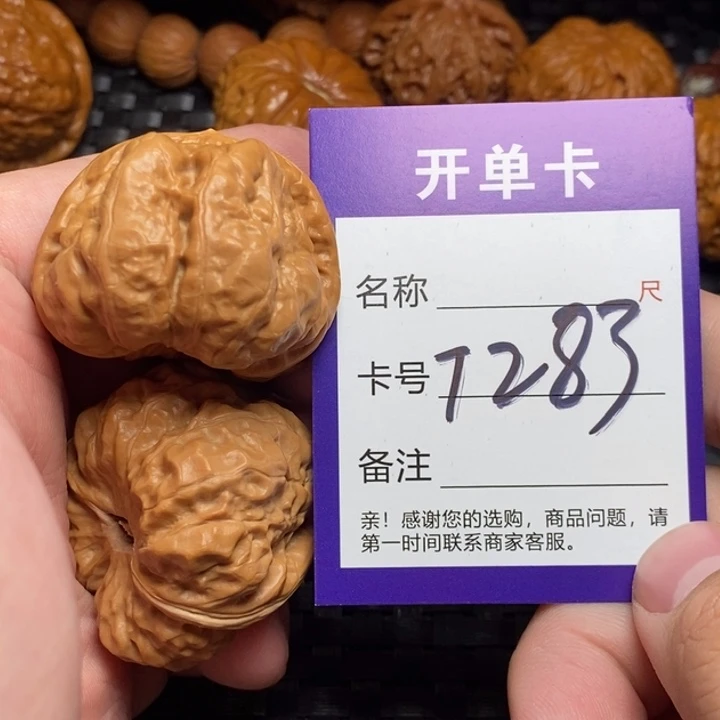 开单卡
名称 尺
卡号 7283
备注
亲！感谢您的选购，商品问题，请
第一时间联系商家客服。